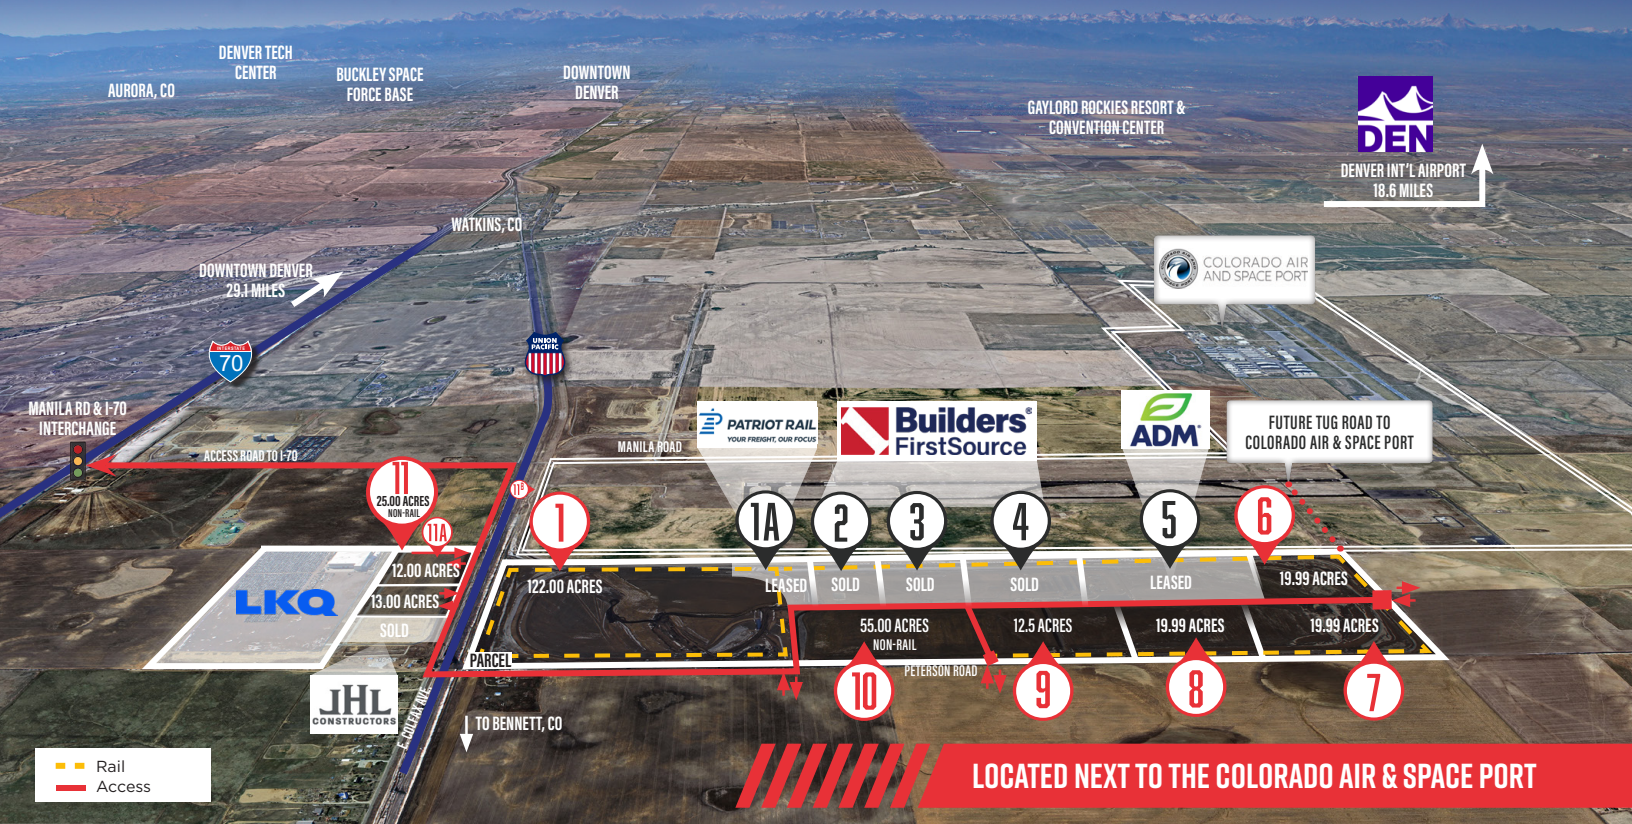 DENVER TECH
CENTER
AURORA, CO
BUCKLEY SPACE
FORCE BASE
DOWNTOWN
DENVER
GAYLORD ROCKIES RESORT &
CONVENTION CENTER
DEN
DENVER INT'L AIRPORT
18.6 MILES
WATKINS, CO
DOWNTOWN DENVER
29.1 MILES
COLORADO AIR
AND SPACE PORT
INTERSTATE
70
UNION
PACIFIC
MANILA RD & I-70
INTERCHANGE
ACCESS ROAD TO I-70
MANILA ROAD
PATRIOT RAIL
YOUR FREIGHT, OUR FOCUS
Builders®
FirstSource
ADM
FUTURE TUG ROAD TO
COLORADO AIR & SPACE PORT
11
25.00 ACRES
NON-RAIL
11A
11B
1
1A
2
3
4
5
6
12.00 ACRES
13.00 ACRES
SOLD
LKQ
122.00 ACRES
LEASED
SOLD
SOLD
SOLD
LEASED
19.99 ACRES
55.00 ACRES
NON-RAIL
12.5 ACRES
19.99 ACRES
19.99 ACRES
PARCEL
PETERSON ROAD
10
9
8
7
JHL
CONSTRUCTORS
E. COLFAX AVE.
TO BENNETT, CO
Rail
Access
LOCATED NEXT TO THE COLORADO AIR & SPACE PORT